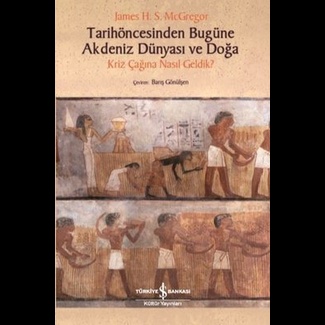 James H. S. McGregor
Tarihöncesinden Bugüne
Akdeniz Dünyası ve Doğa
Kriz Çağına Nasıl Geldik?
Çeviren: Barış Gönülşen
TÜRKİYE İŞ BANKASI
Kültür Yayınları